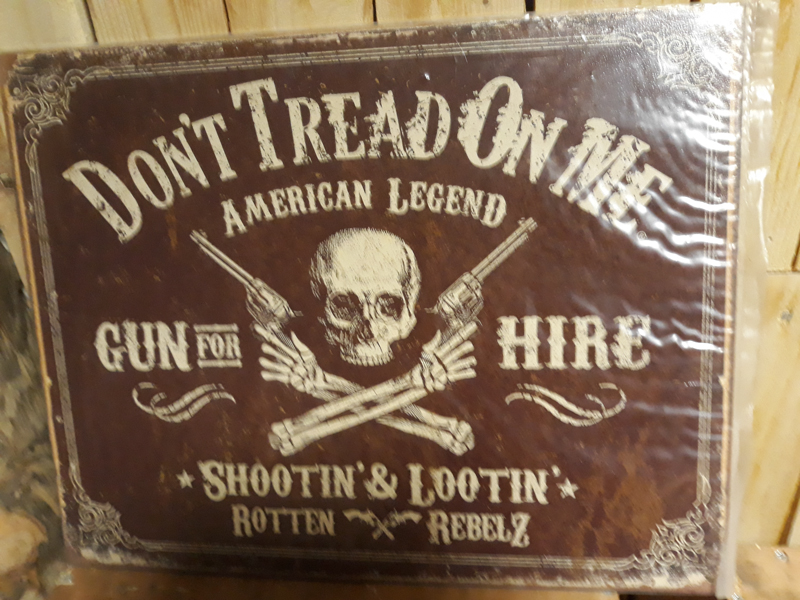 DON'T TREAD ON ME
AMERICAN LEGEND
GUN FOR HIRE
SHOOTIN' & LOOTIN'
ROTTEN REBELZ